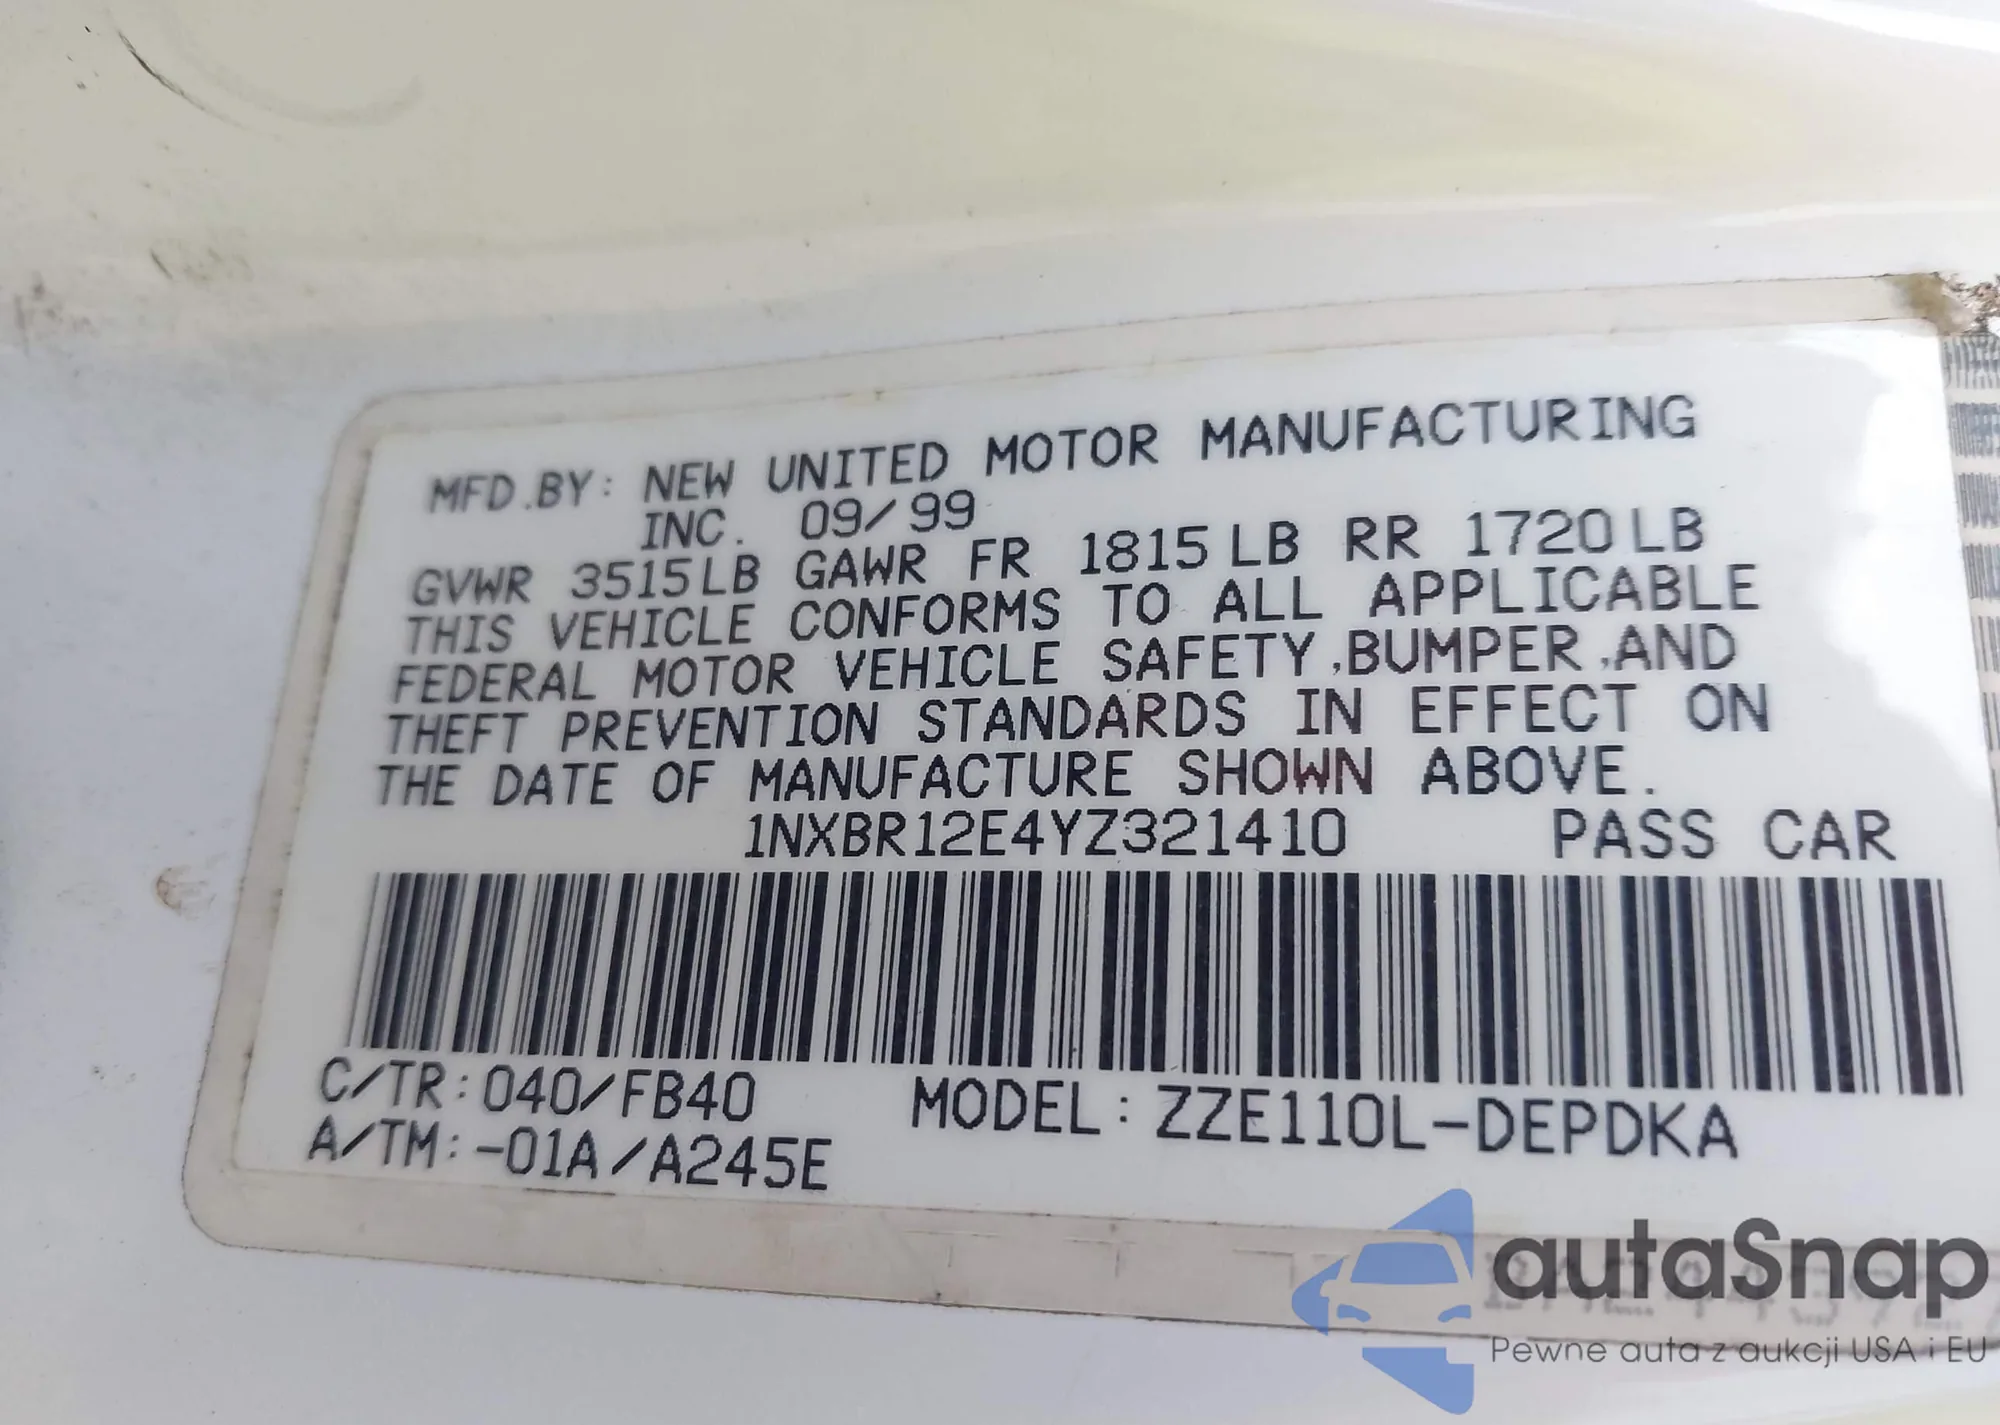 MFD.BY: NEW UNITED MOTOR MANUFACTURING
INC. 09/99
GVWR 3515LB GAWR FR 1815LB RR 1720LB
THIS VEHICLE CONFORMS TO ALL APPLICABLE
FEDERAL MOTOR VEHICLE SAFETY,BUMPER,AND
THEFT PREVENTION STANDARDS IN EFFECT ON
THE DATE OF MANUFACTURE SHOWN ABOVE.
1NXBR12E4YZ321410 PASS CAR
C/TR:040/FB40 MODEL:ZZE110L-DEPDKA
A/TM:-01A/A245E
autaSnap
Pewne auta z aukcji USA i EU